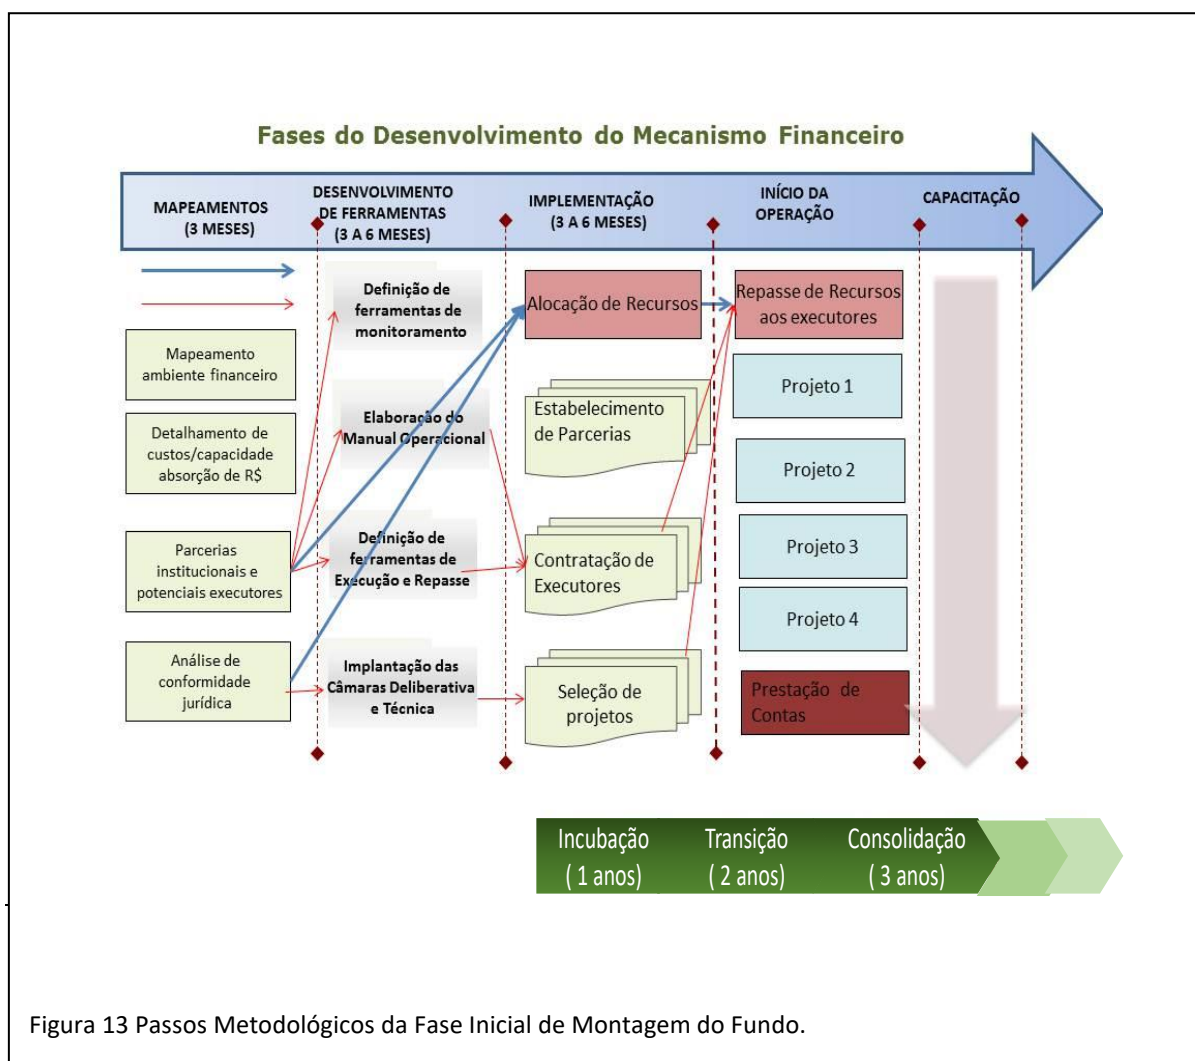 Fases do Desenvolvimento do Mecanismo Financeiro
MAPEAMENTOS
(3 MESES)
DESENVOLVIMENTO
DE FERRAMENTAS
(3 A 6 MESES)
IMPLEMENTAÇÃO
(3 A 6 MESES)
INÍCIO DA
OPERAÇÃO
CAPACITAÇÃO
Mapeamento
ambiente financeiro
Detalhamento de
custos/capacidade
absorção de R$
Parcerias
institucionais e
potenciais executores
Análise de
conformidade
jurídica
Definição de
ferramentas de
monitoramento
Elaboração do
Manual Operacional
Definição de
ferramentas de
Execução e Repasse
Implantação das
Câmaras Deliberativa
e Técnica
Alocação de Recursos
Estabelecimento
de Parcerias
Contratação de
Executores
Seleção de
projetos
Repasse de Recursos
aos executores
Projeto 1
Projeto 2
Projeto 3
Projeto 4
Prestação de
Contas
Incubação
( 1 anos)
Transição
( 2 anos)
Consolidação
( 3 anos)
Figura 13 Passos Metodológicos da Fase Inicial de Montagem do Fundo.